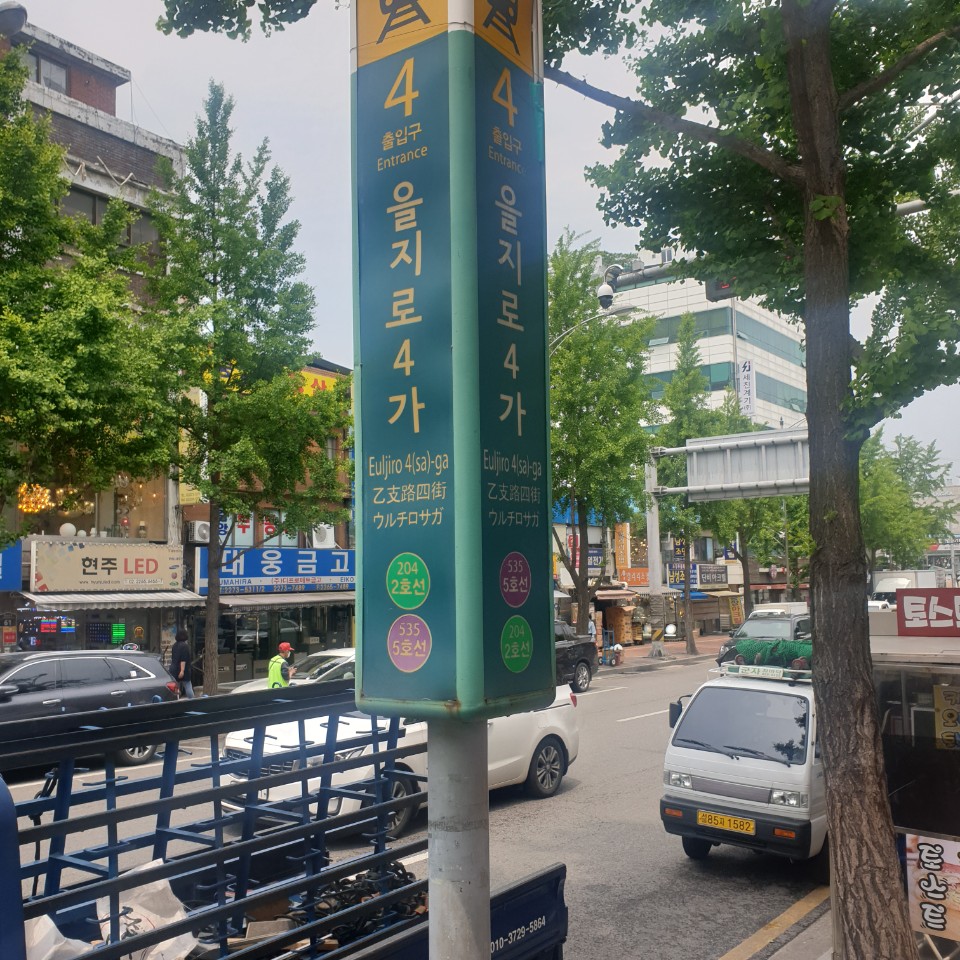 4
출입구
Entrance
을지로4가
Euljiro 4(sa)-ga
乙支路四街
ウルチロサガ
204
2호선
535
5호선
4
출입구
Entrance
을지로4가
Euljiro 4(sa)-ga
乙支路四街
ウルチロサガ
535
5호선
204
2호선
현주 LED
대웅금고
토스트
010-3729-5864
85 1582